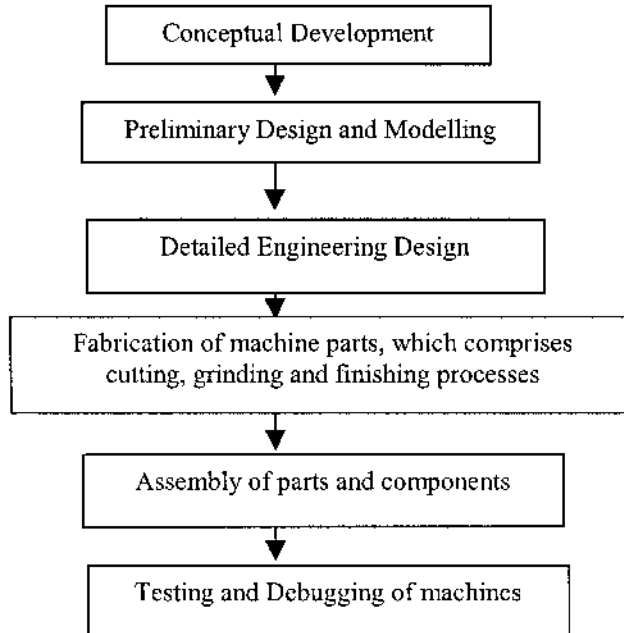 Conceptual Development
Preliminary Design and Modelling
Detailed Engineering Design
Fabrication of machine parts, which comprises
cutting, grinding and finishing processes
Assembly of parts and components
Testing and Debugging of machines